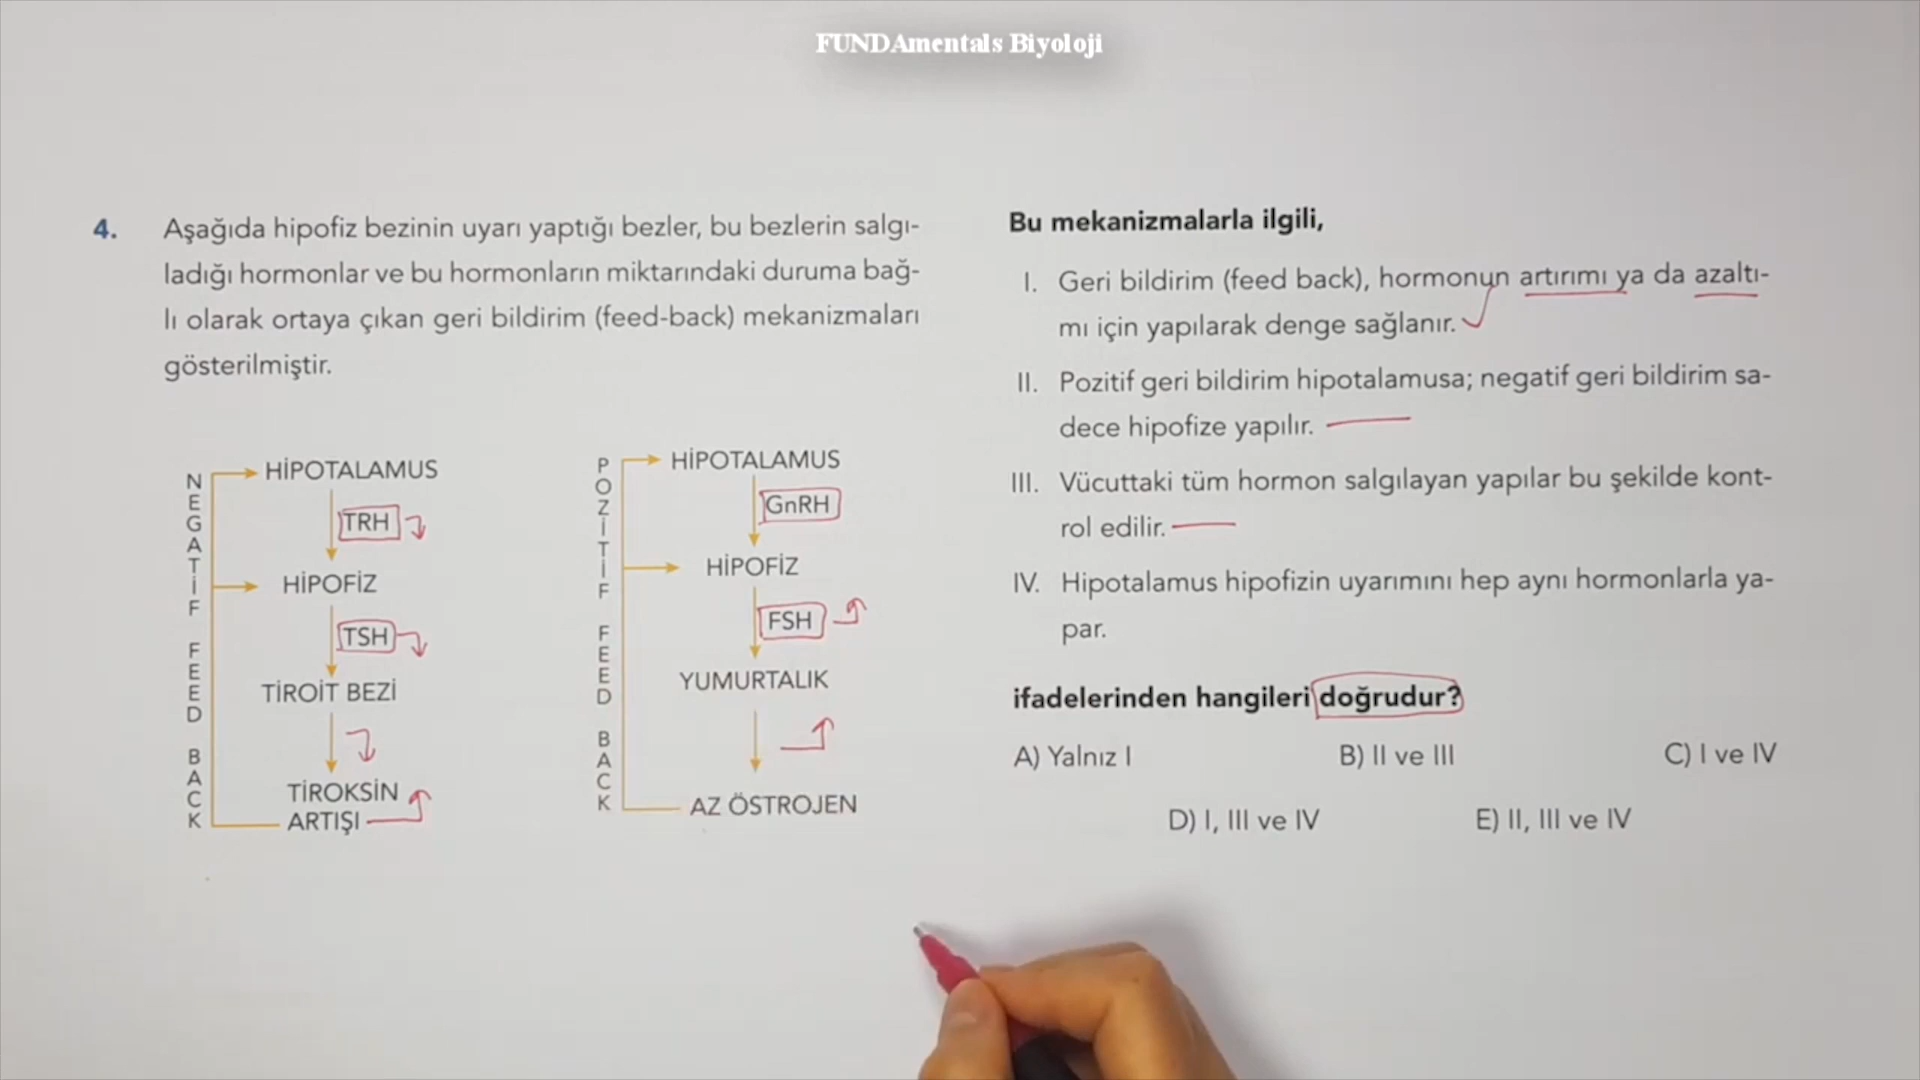 FUNDAmentals Biyoloji
4. Aşağıda hipofiz bezinin uyarı yaptığı bezler, bu bezlerin salgı-
ladığı hormonlar ve bu hormonların miktarındaki duruma bağ-
lı olarak ortaya çıkan geri bildirim (feed-back) mekanizmaları
gösterilmiştir.
NEGATİF FEED BACK
HİPOTALAMUS
TRH
HİPOFİZ
TSH
TİROİT BEZİ
TİROKSİN
ARTIŞI
POZİTİF FEED BACK
HİPOTALAMUS
GnRH
HİPOFİZ
FSH
YUMURTALIK
AZ ÖSTROJEN
Bu mekanizmalarla ilgili,
I. Geri bildirim (feed back), hormonun artırımı ya da azaltı-
mı için yapılarak denge sağlanır.
II. Pozitif geri bildirim hipotalamusa; negatif geri bildirim sa-
dece hipofize yapılır.
III. Vücuttaki tüm hormon salgılayan yapılar bu şekilde kont-
rol edilir.
IV. Hipotalamus hipofizin uyarımını hep aynı hormonlarla ya-
par.
ifadelerinden hangileri doğrudur?
A) Yalnız I B) II ve III C) I ve IV
D) I, III ve IV E) II, III ve IV